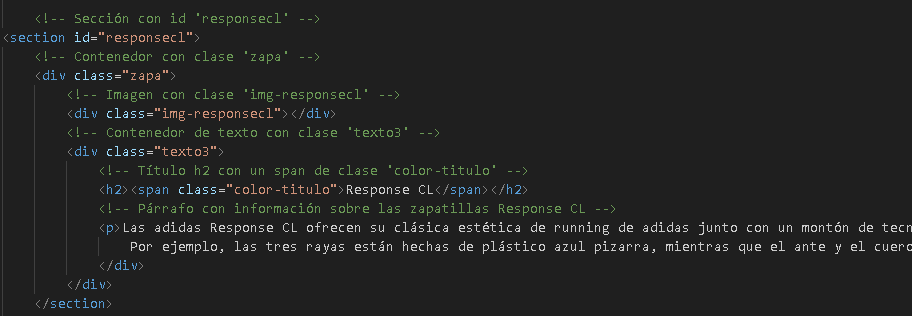 <!-- Sección con id 'responsecl' -->
<section id="responsecl">
<!-- Contenedor con clase 'zapa' -->
<div class="zapa">
<!-- Imagen con clase 'img-responsecl' -->
<div class="img-responsecl"></div>
<!-- Contenedor de texto con clase 'texto3' -->
<div class="texto3">
<!-- Título h2 con un span de clase 'color-titulo' -->
<h2><span class="color-titulo">Response CL</span></h2>
<!-- Párrafo con información sobre las zapatillas Response CL -->
<p>Las adidas Response CL ofrecen su clásica estética de running de adidas junto con un montón de tecn
Por ejemplo, las tres rayas están hechas de plástico azul pizarra, mientras que el ante y el cuero
</div>
</div>
</section>